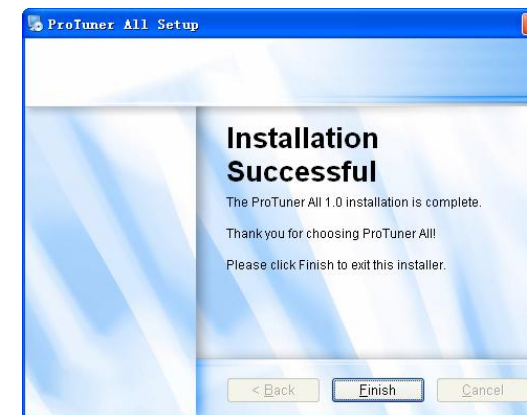 ProTuner All Setup
Installation
Successful
The ProTuner All 1.0 installation is complete.
Thank you for choosing ProTuner All!
Please click Finish to exit this installer.
< Back
Finish
Cancel